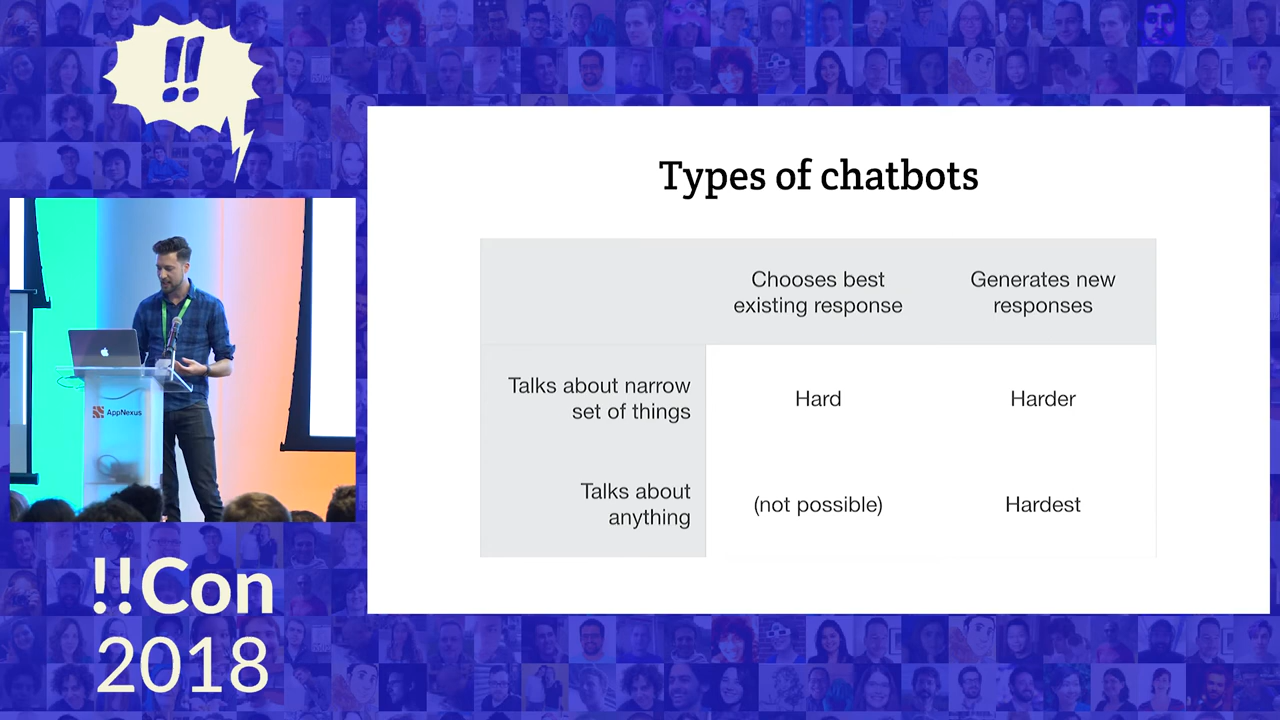 !!
Types of chatbots
Chooses best
existing response
Generates new
responses
Talks about narrow
set of things
Hard
Harder
Talks about
anything
(not possible)
Hardest
AppNexus
!!Con
2018